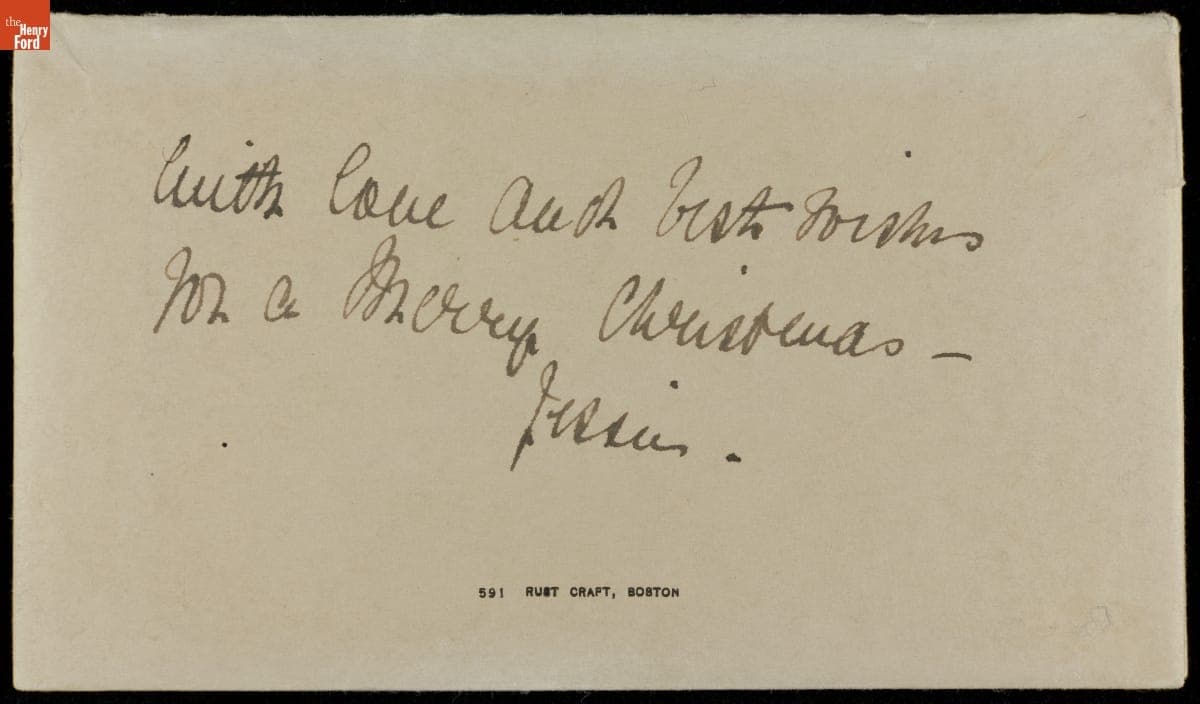 the
Henry
Ford
With love and best wishes
for a Merry Christmas –
Jessie.
591 RUST CRAFT, BOSTON